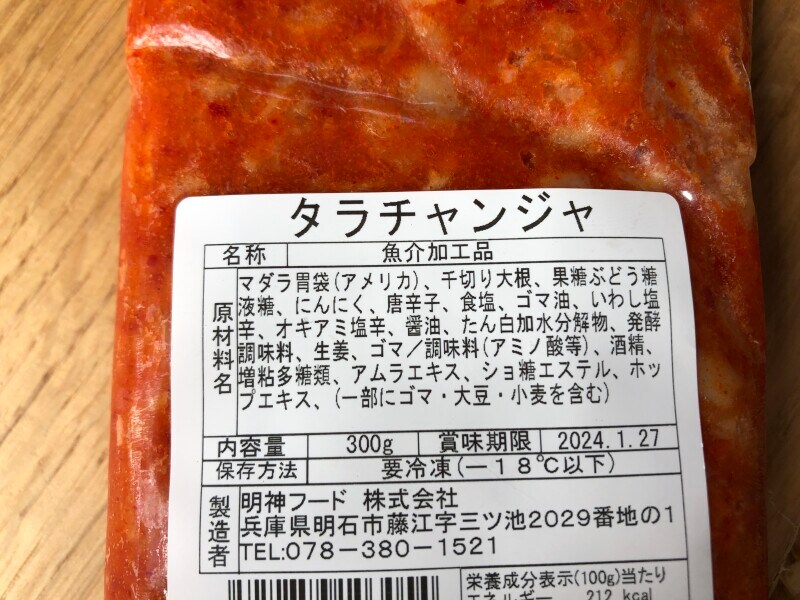 タラチャンジャ
名称 魚介加工品
原材料名
マダラ胃袋(アメリカ)、千切り大根、果糖ぶどう糖
液糖、にんにく、唐辛子、食塩、ゴマ油、いわし塩
辛、オキアミ塩辛、醤油、たん白加水分解物、発酵
調味料、生姜、ゴマ／調味料(アミノ酸等)、酒精、
増粘多糖類、アムラエキス、ショ糖エステル、ホッ
プエキス、(一部にゴマ・大豆・小麦を含む)
内容量 300g 賞味期限 2024.1.27
保存方法 要冷凍(－18℃以下)
製造者
明神フード 株式会社
兵庫県明石市藤江字三ツ池2029番地の1
TEL:078－380－1521
栄養成分表示(100g)当たり
エネルギー 212 kcal